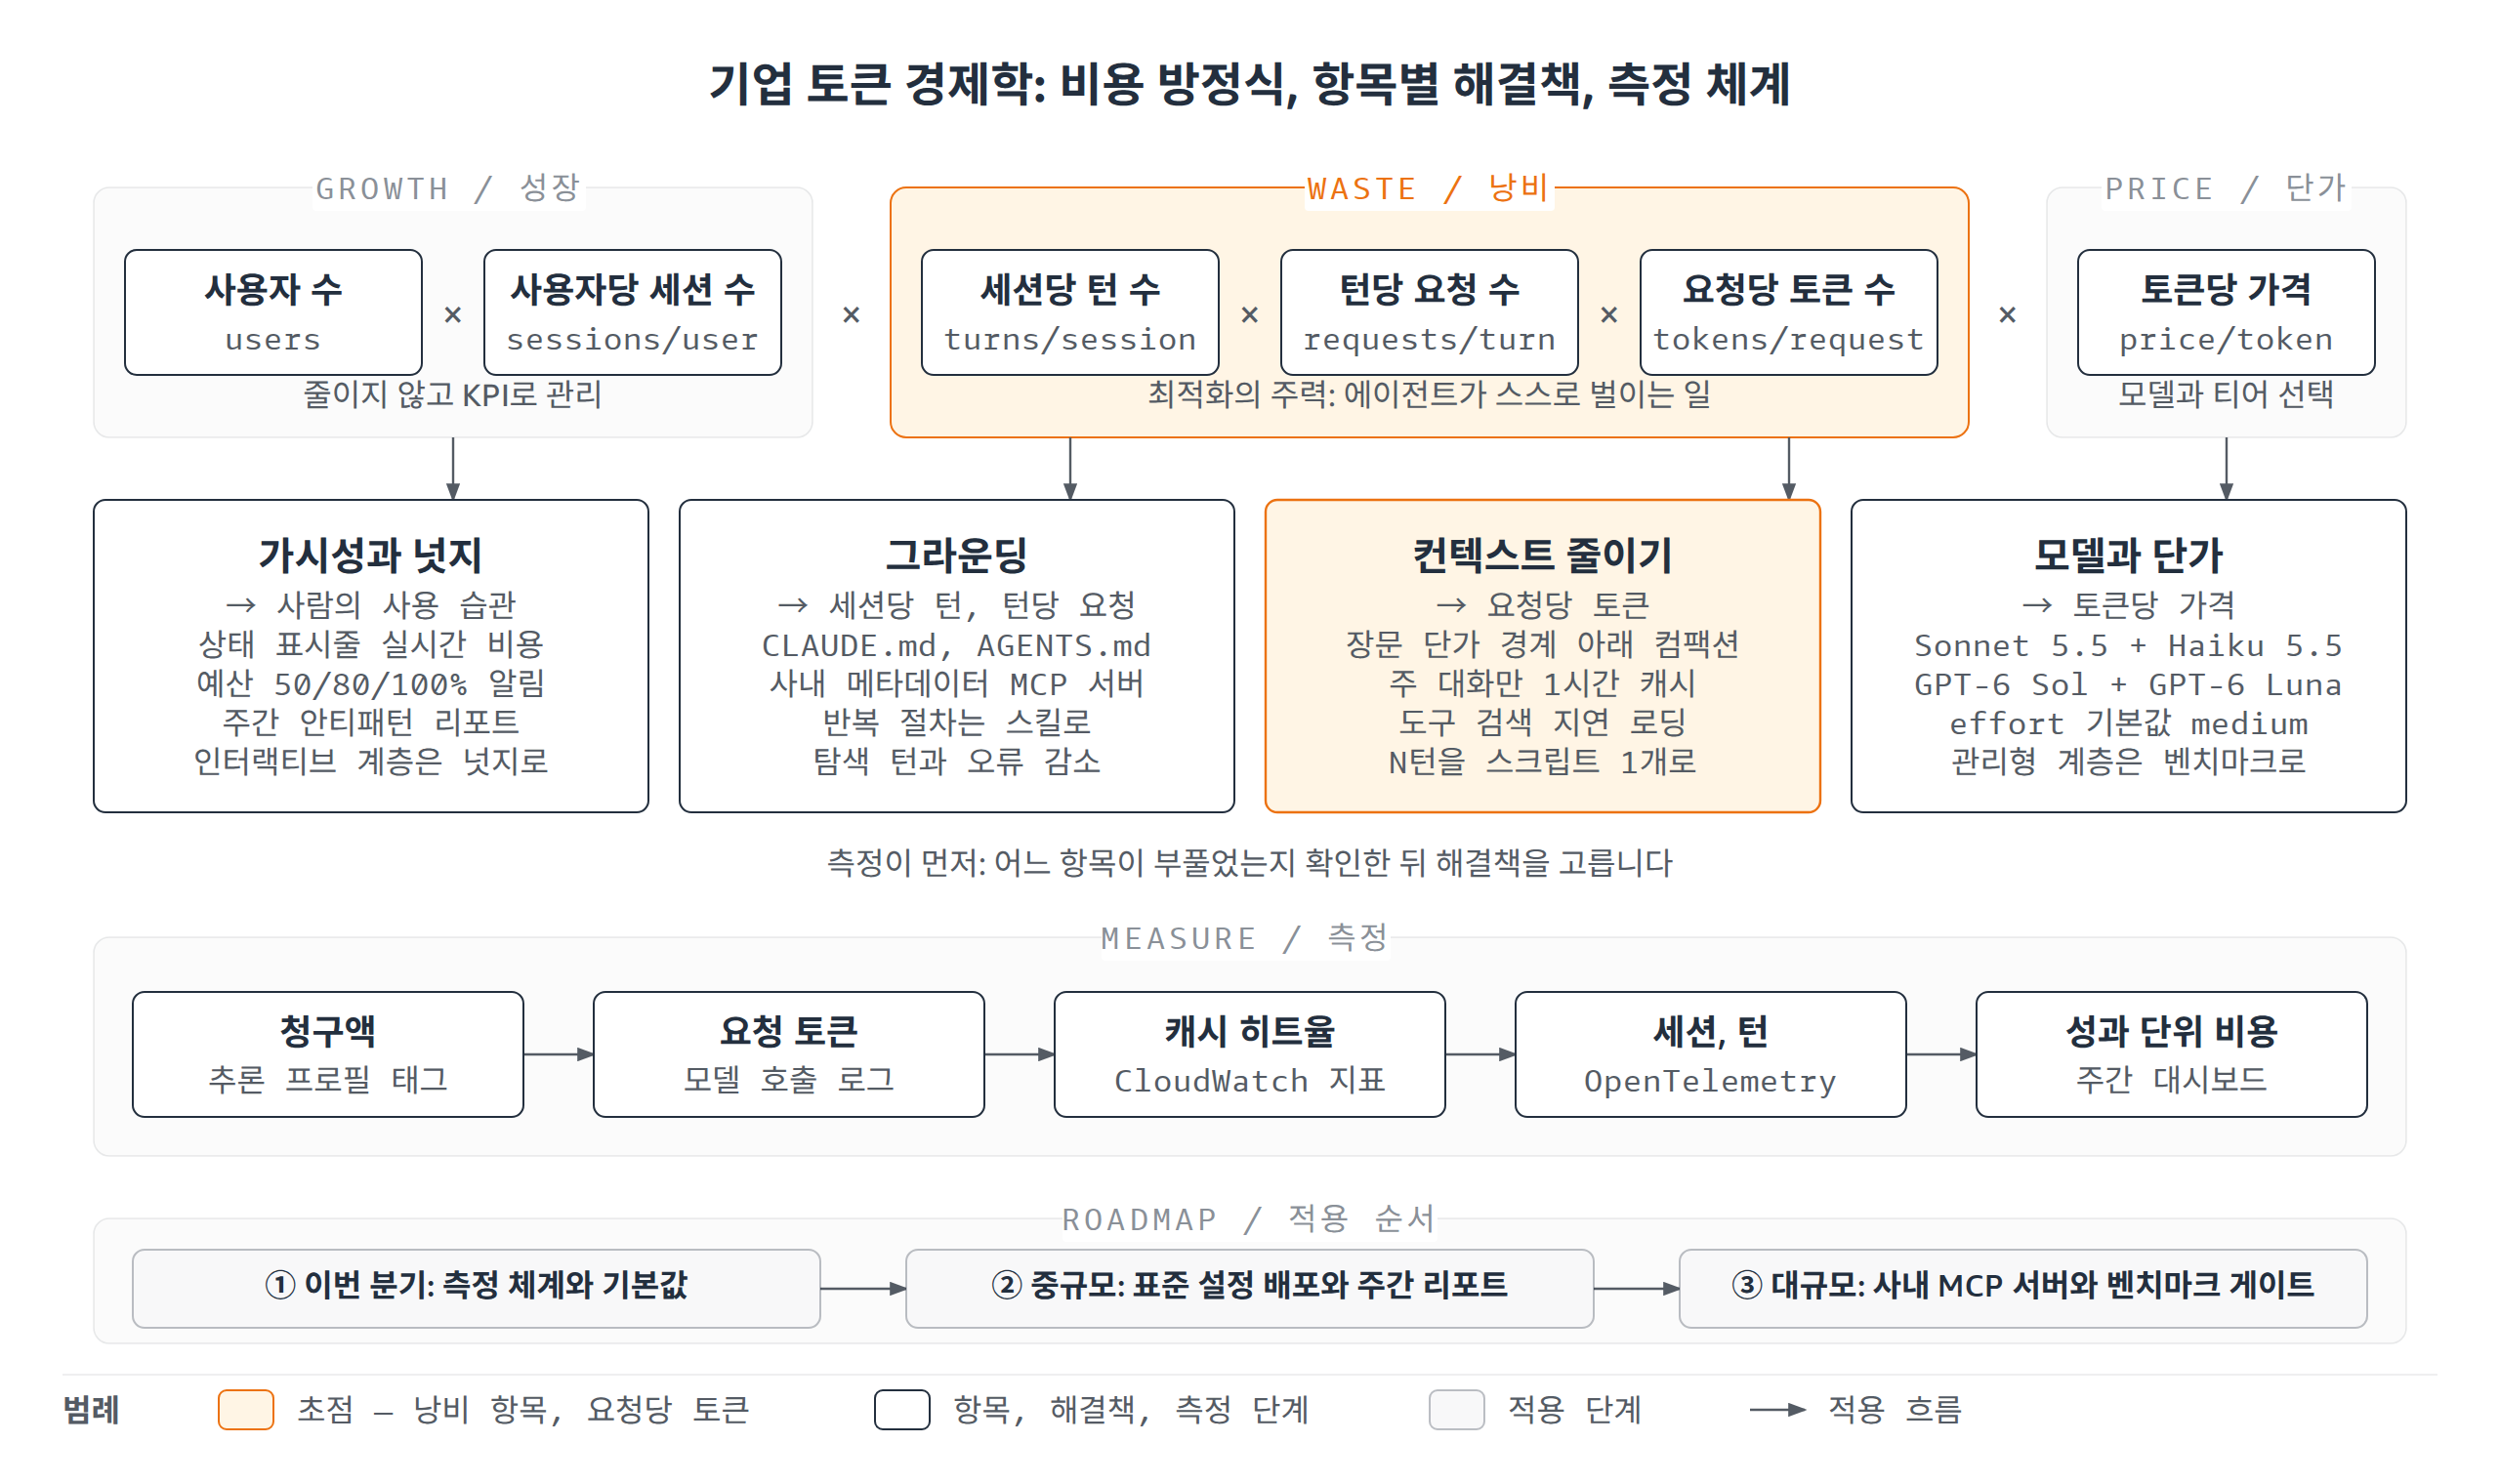 기업 토큰 경제학: 비용 방정식, 항목별 해결책, 측정 체계
GROWTH / 성장
사용자 수
users
×
사용자당 세션 수
sessions/user
줄이지 않고 KPI로 관리
×
WASTE / 낭비
세션당 턴 수
turns/session
×
턴당 요청 수
requests/turn
×
요청당 토큰 수
tokens/request
최적화의 주력: 에이전트가 스스로 벌이는 일
×
PRICE / 단가
토큰당 가격
price/token
모델과 티어 선택
가시성과 넛지
→ 사람의 사용 습관
상태 표시줄 실시간 비용
예산 50/80/100% 알림
주간 안티패턴 리포트
인터랙티브 계층은 넛지로
그라운딩
→ 세션당 턴, 턴당 요청
CLAUDE.md, AGENTS.md
사내 메타데이터 MCP 서버
반복 절차는 스킬로
탐색 턴과 오류 감소
컨텍스트 줄이기
→ 요청당 토큰
장문 단가 경계 아래 컴팩션
주 대화만 1시간 캐시
도구 검색 지연 로딩
N턴을 스크립트 1개로
모델과 단가
→ 토큰당 가격
Sonnet 5.5 + Haiku 5.5
GPT-6 Sol + GPT-6 Luna
effort 기본값 medium
관리형 계층은 벤치마크로
측정이 먼저: 어느 항목이 부풀었는지 확인한 뒤 해결책을 고릅니다
MEASURE / 측정
청구액
추론 프로필 태그
요청 토큰
모델 호출 로그
캐시 히트율
CloudWatch 지표
세션, 턴
OpenTelemetry
성과 단위 비용
주간 대시보드
ROADMAP / 적용 순서
① 이번 분기: 측정 체계와 기본값
② 중규모: 표준 설정 배포와 주간 리포트
③ 대규모: 사내 MCP 서버와 벤치마크 게이트
범례
초점 — 낭비 항목, 요청당 토큰
항목, 해결책, 측정 단계
적용 단계
적용 흐름